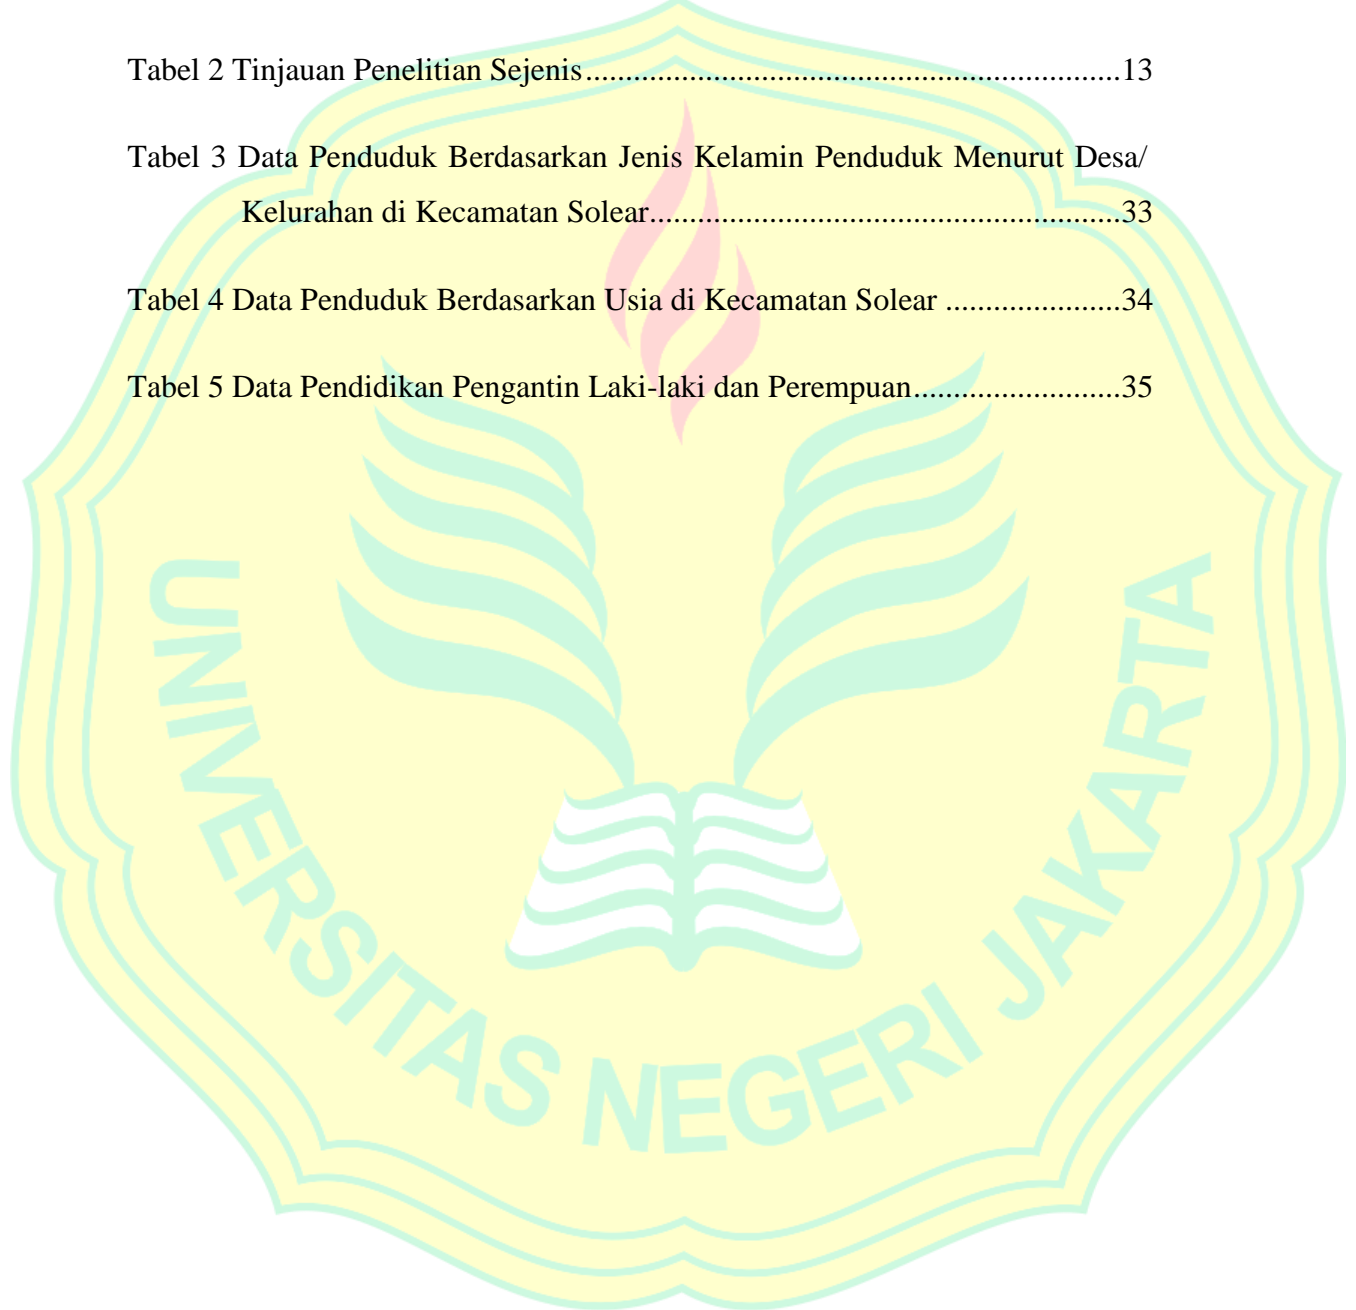 Tabel 2 Tinjauan Penelitian Sejenis....................................................................13
Tabel 3 Data Penduduk Berdasarkan Jenis Kelamin Penduduk Menurut Desa/
Kelurahan di Kecamatan Solear............................................................33
Tabel 4 Data Penduduk Berdasarkan Usia di Kecamatan Solear ......................34
Tabel 5 Data Pendidikan Pengantin Laki-laki dan Perempuan..........................35
UNIVERSITAS NEGERI JAKARTA